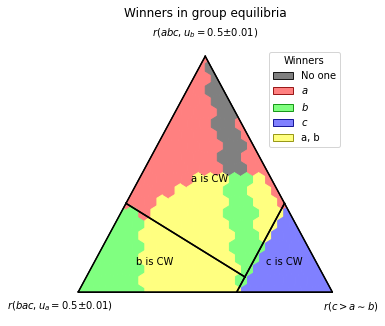 Winners in group equilibria
r(abc, u_b = 0.5±0.01)
Winners
No one
a
b
c
a, b
a is CW
b is CW
c is CW
r(bac, u_a = 0.5±0.01)
r(c > a ∼ b)